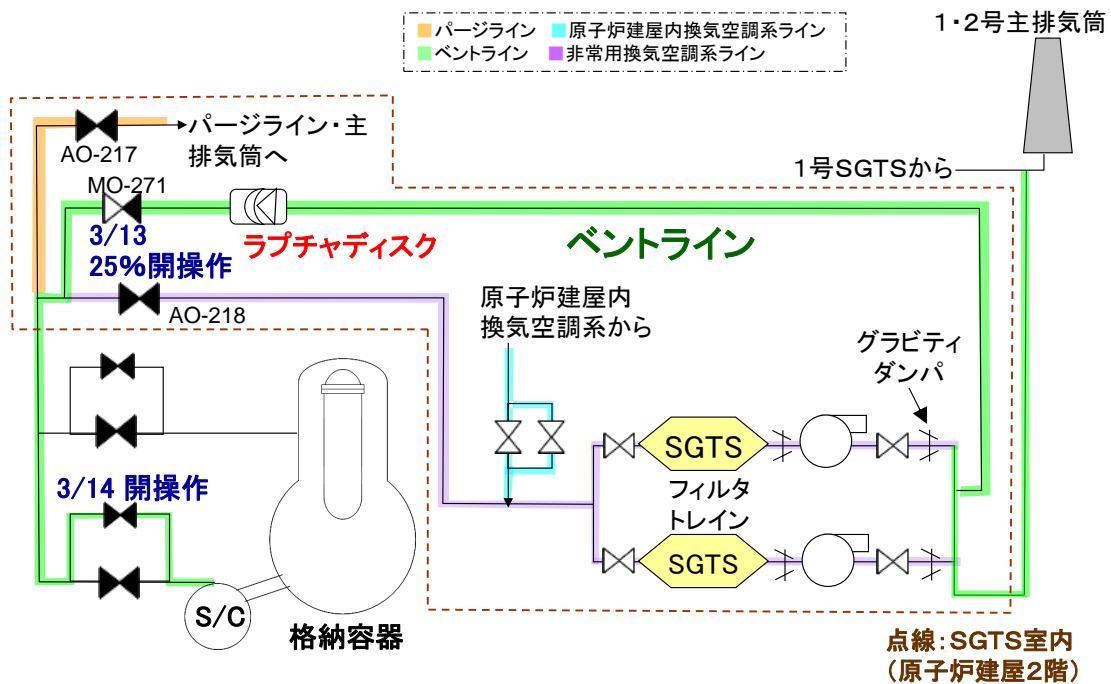 パージライン 原子炉建屋内換気空調系ライン
ベントライン 非常用換気空調系ライン
1・2号主排気筒
パージライン・主
排気筒へ
AO-217
MO-271
1号SGTSから
3/13
25%開操作
ラプチャディスク
ベントライン
AO-218
原子炉建屋内
換気空調系から
グラビティ
ダンパ
SGTS
フィルタ
トレイン
SGTS
3/14 開操作
S/C
格納容器
点線:SGTS室内
(原子炉建屋2階)